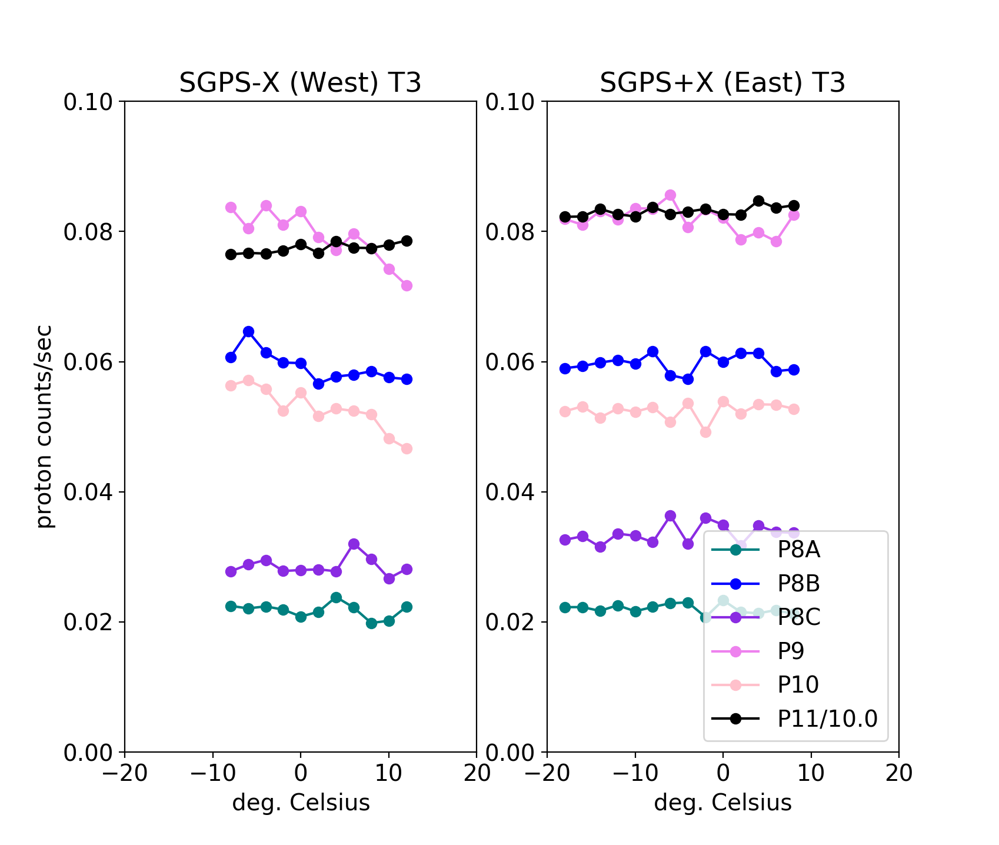 SGPS-X (West) T3
SGPS+X (East) T3
0.10
0.08
0.06
0.04
0.02
0.00
0.10
0.08
0.06
0.04
0.02
0.00
proton counts/sec
P8A
P8B
P8C
P9
P10
P11/10.0
−20
−10
0
10
20
−20
−10
0
10
20
deg. Celsius
deg. Celsius